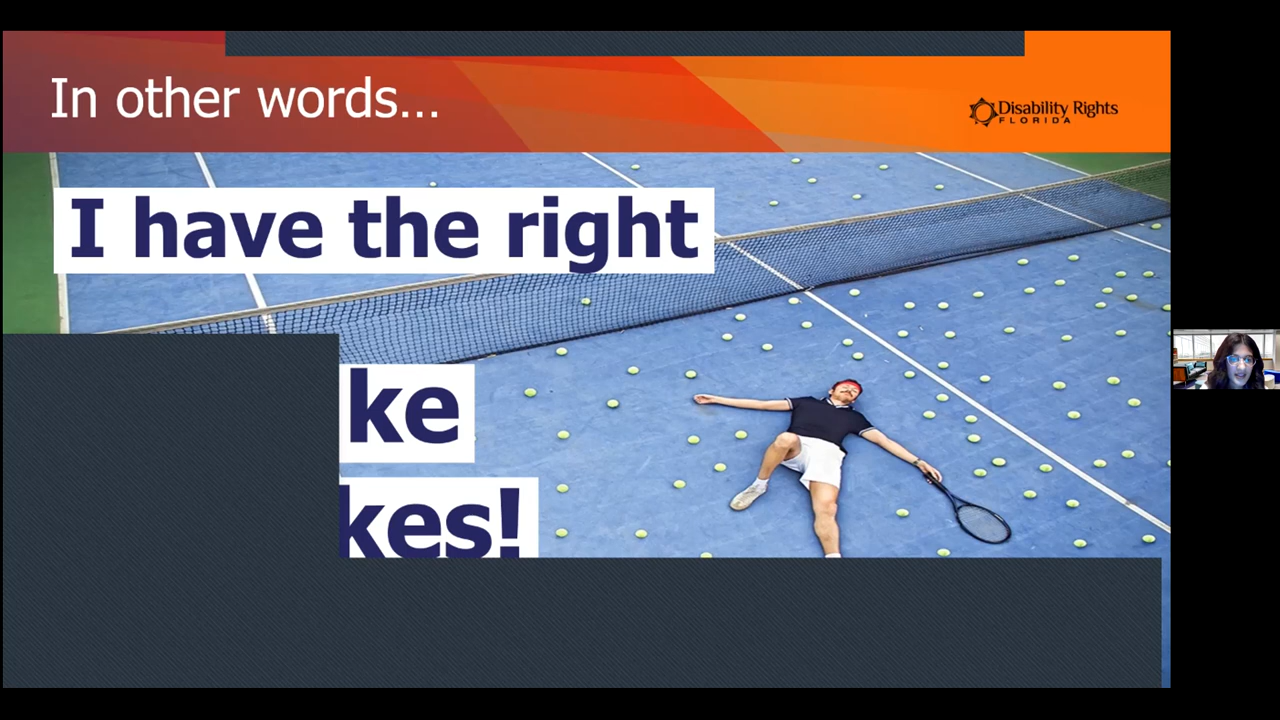 In other words...
Disability Rights
FLORIDA
I have the right
ke
kes!